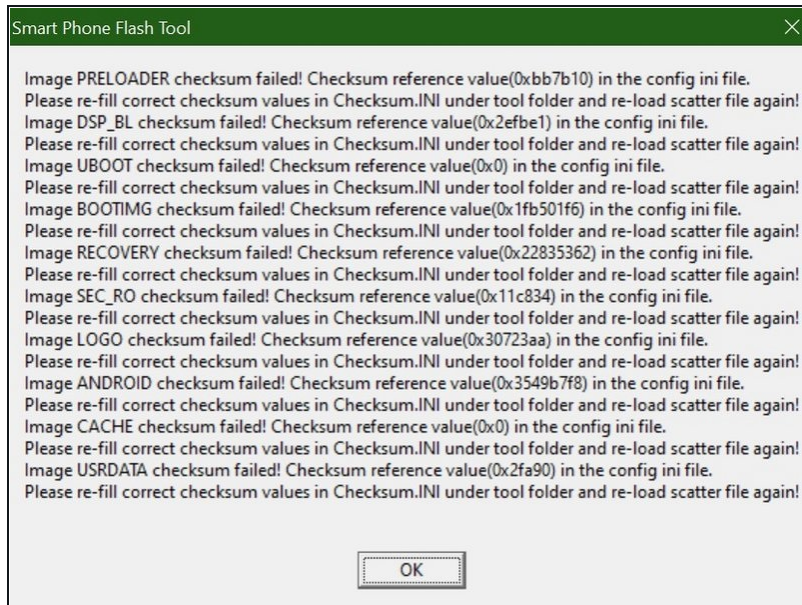 Smart Phone Flash Tool
Image PRELOADER checksum failed! Checksum reference value(0xbb7b10) in the config ini file.
Please re-fill correct checksum values in Checksum.INI under tool folder and re-load scatter file again!
Image DSP_BL checksum failed! Checksum reference value(0x2efbe1) in the config ini file.
Please re-fill correct checksum values in Checksum.INI under tool folder and re-load scatter file again!
Image UBOOT checksum failed! Checksum reference value(0x0) in the config ini file.
Please re-fill correct checksum values in Checksum.INI under tool folder and re-load scatter file again!
Image BOOTIMG checksum failed! Checksum reference value(0x1fb501f6) in the config ini file.
Please re-fill correct checksum values in Checksum.INI under tool folder and re-load scatter file again!
Image RECOVERY checksum failed! Checksum reference value(0x22835362) in the config ini file.
Please re-fill correct checksum values in Checksum.INI under tool folder and re-load scatter file again!
Image SEC_RO checksum failed! Checksum reference value(0x11c834) in the config ini file.
Please re-fill correct checksum values in Checksum.INI under tool folder and re-load scatter file again!
Image LOGO checksum failed! Checksum reference value(0x30723aa) in the config ini file.
Please re-fill correct checksum values in Checksum.INI under tool folder and re-load scatter file again!
Image ANDROID checksum failed! Checksum reference value(0x3549b7f8) in the config ini file.
Please re-fill correct checksum values in Checksum.INI under tool folder and re-load scatter file again!
Image CACHE checksum failed! Checksum reference value(0x0) in the config ini file.
Please re-fill correct checksum values in Checksum.INI under tool folder and re-load scatter file again!
Image USRDATA checksum failed! Checksum reference value(0x2fa90) in the config ini file.
Please re-fill correct checksum values in Checksum.INI under tool folder and re-load scatter file again!
OK